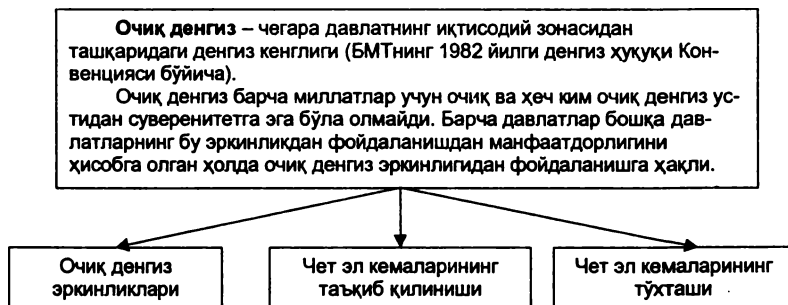 Очиқ денгиз – чегара давлатнинг иқтисодий зонасидан
ташқаридаги денгиз кенглиги (БМТнинг 1982 йилги денгиз ҳуқуқи Кон-
венцияси бўйича).
Очиқ денгиз барча миллатлар учун очиқ ва ҳеч ким очиқ денгиз ус-
тидан суверенитетга эга бўла олмайди. Барча давлатлар бошқа дав-
латларнинг бу эркинликдан фойдаланишдан манфаатдорлигини
ҳисобга олган ҳолда очиқ денгиз эркинлигидан фойдаланишга ҳақли.
Очиқ денгиз
эркинликлари
Чет эл кемаларининг
таъқиб қилиниши
Чет эл кемаларининг
тўхташи